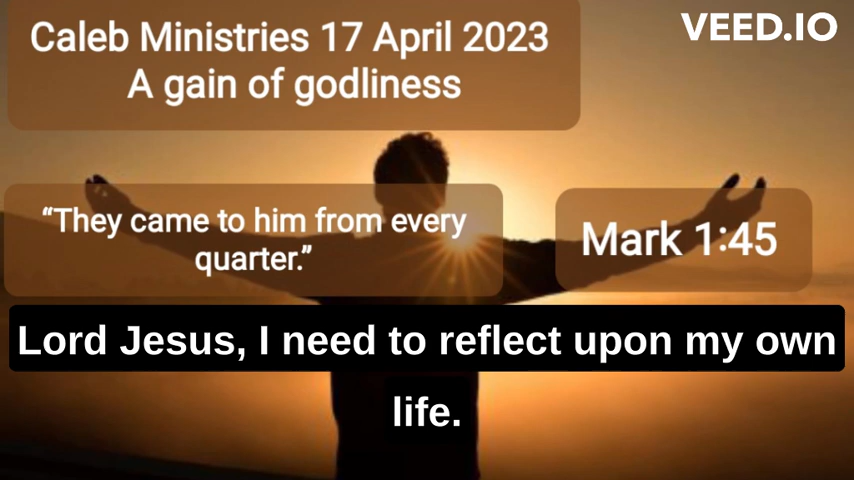 Caleb Ministries 17 April 2023
A gain of godliness
VEED.IO
“They came to him from every
quarter.”
Mark 1:45
Lord Jesus, I need to reflect upon my own
life.